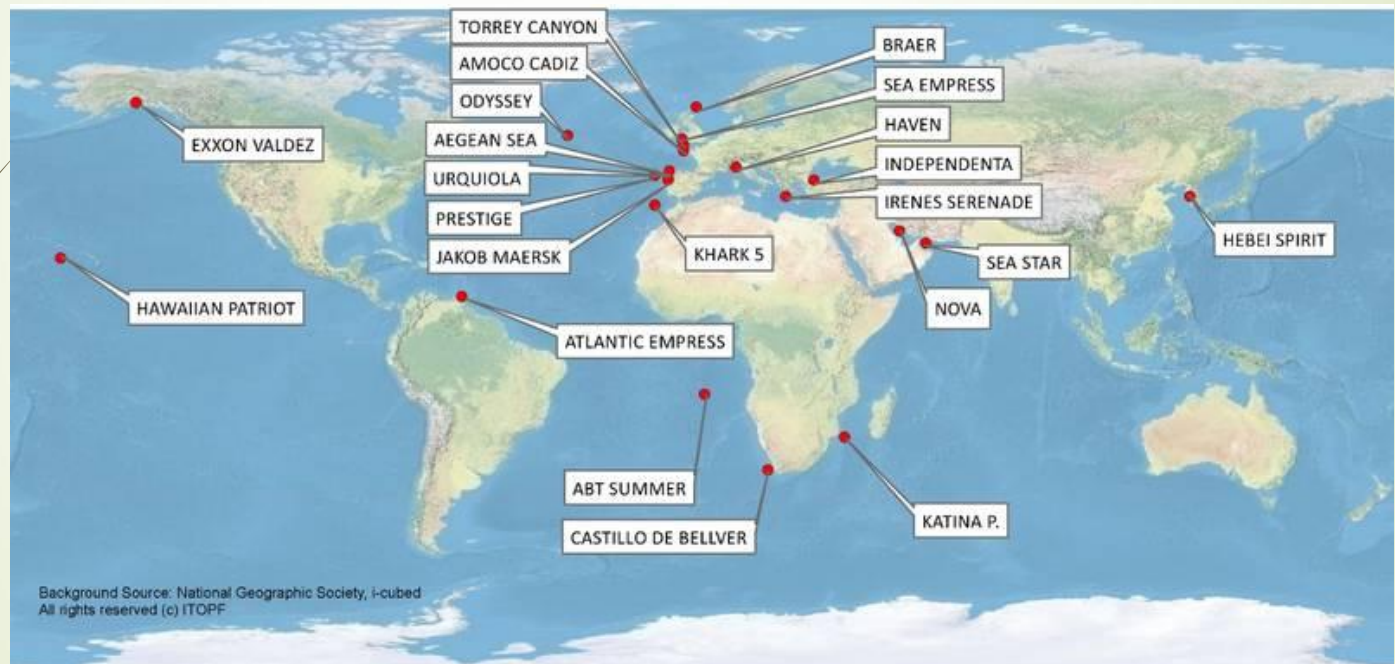 TORREY CANYON
BRAER
AMOCO CADIZ
SEA EMPRESS
ODYSSEY
HAVEN
EXXON VALDEZ
AEGEAN SEA
INDEPENDENTA
URQUIOLA
IRENES SERENADE
PRESTIGE
HEBEI SPIRIT
JAKOB MAERSK
KHARK 5
SEA STAR
HAWAIIAN PATRIOT
NOVA
ATLANTIC EMPRESS
ABT SUMMER
KATINA P.
CASTILLO DE BELLVER
Background Source: National Geographic Society, i-cubed
All rights reserved (c) ITOPF